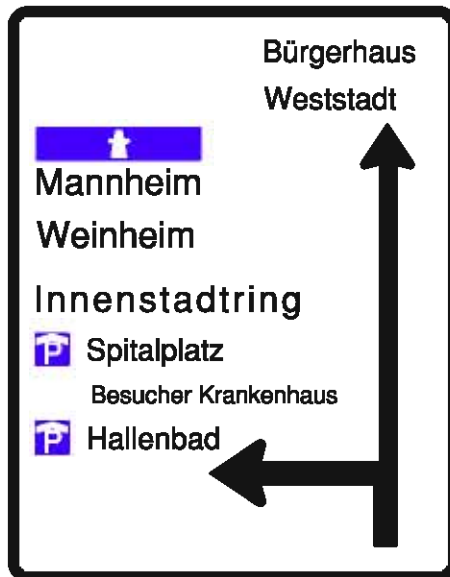 Bürgerhaus
Weststadt
Mannheim
Weinheim
Innenstadtring
P Spitalplatz
Besucher Krankenhaus
P Hallenbad